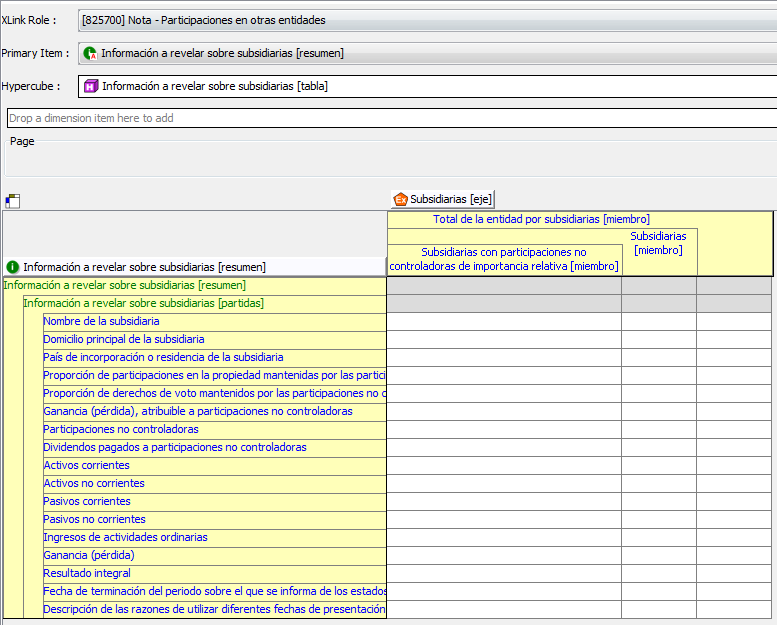 XLink Role : [825700] Nota - Participaciones en otras entidades
Primary Item : Información a revelar sobre subsidiarias [resumen]
Hypercube : H Información a revelar sobre subsidiarias [tabla]
Drop a dimension item here to add
Page
Ex Subsidiarias [eje]
Total de la entidad por subsidiarias [miembro]
Subsidiarias
[miembro]
Subsidiarias con participaciones no
controladoras de importancia relativa [miembro]
Información a revelar sobre subsidiarias [resumen]
Información a revelar sobre subsidiarias [resumen]
Información a revelar sobre subsidiarias [partidas]
Nombre de la subsidiaria
Domicilio principal de la subsidiaria
País de incorporación o residencia de la subsidiaria
Proporción de participaciones en la propiedad mantenidas por las partici
Proporción de derechos de voto mantenidos por las participaciones no c
Ganancia (pérdida), atribuible a participaciones no controladoras
Participaciones no controladoras
Dividendos pagados a participaciones no controladoras
Activos corrientes
Activos no corrientes
Pasivos corrientes
Pasivos no corrientes
Ingresos de actividades ordinarias
Ganancia (pérdida)
Resultado integral
Fecha de terminación del periodo sobre el que se informa de los estados
Descripción de las razones de utilizar diferentes fechas de presentación